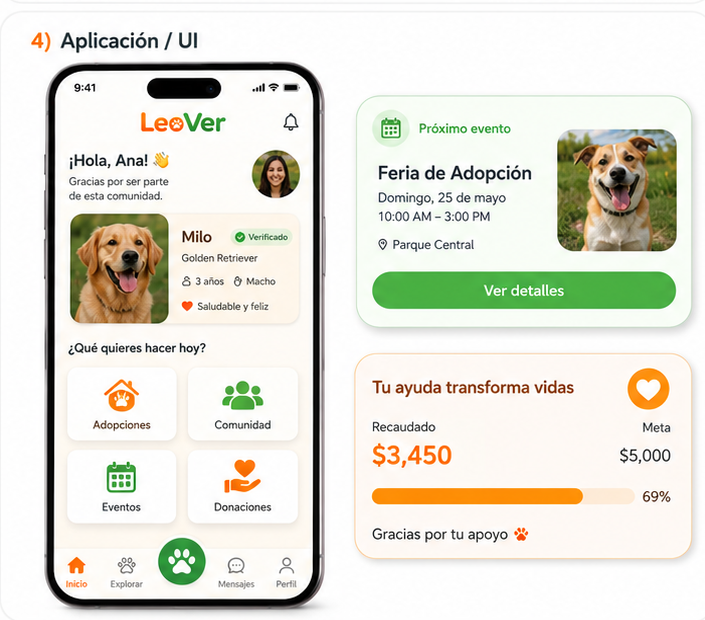 4) Aplicación / UI
9:41
LeoVer
¡Hola, Ana! 👋
Gracias por ser parte
de esta comunidad.
Milo
Verificado
Golden Retriever
3 años
Macho
Saludable y feliz
¿Qué quieres hacer hoy?
Adopciones
Comunidad
Eventos
Donaciones
Inicio
Explorar
Mensajes
Perfil
Próximo evento
Feria de Adopción
Domingo, 25 de mayo
10:00 AM – 3:00 PM
Parque Central
Ver detalles
Tu ayuda transforma vidas
Recaudado
Meta
$3,450
$5,000
69%
Gracias por tu apoyo